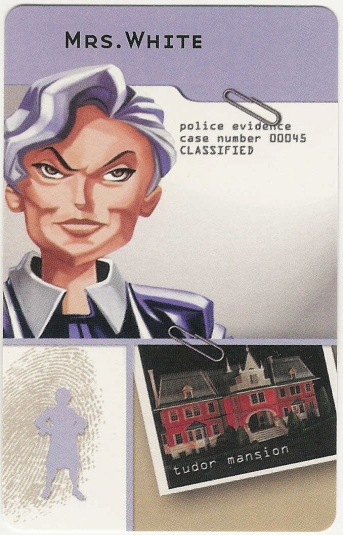 MRS. WHITE
police evidence
case number 00045
CLASSIFIED
tudor mansion